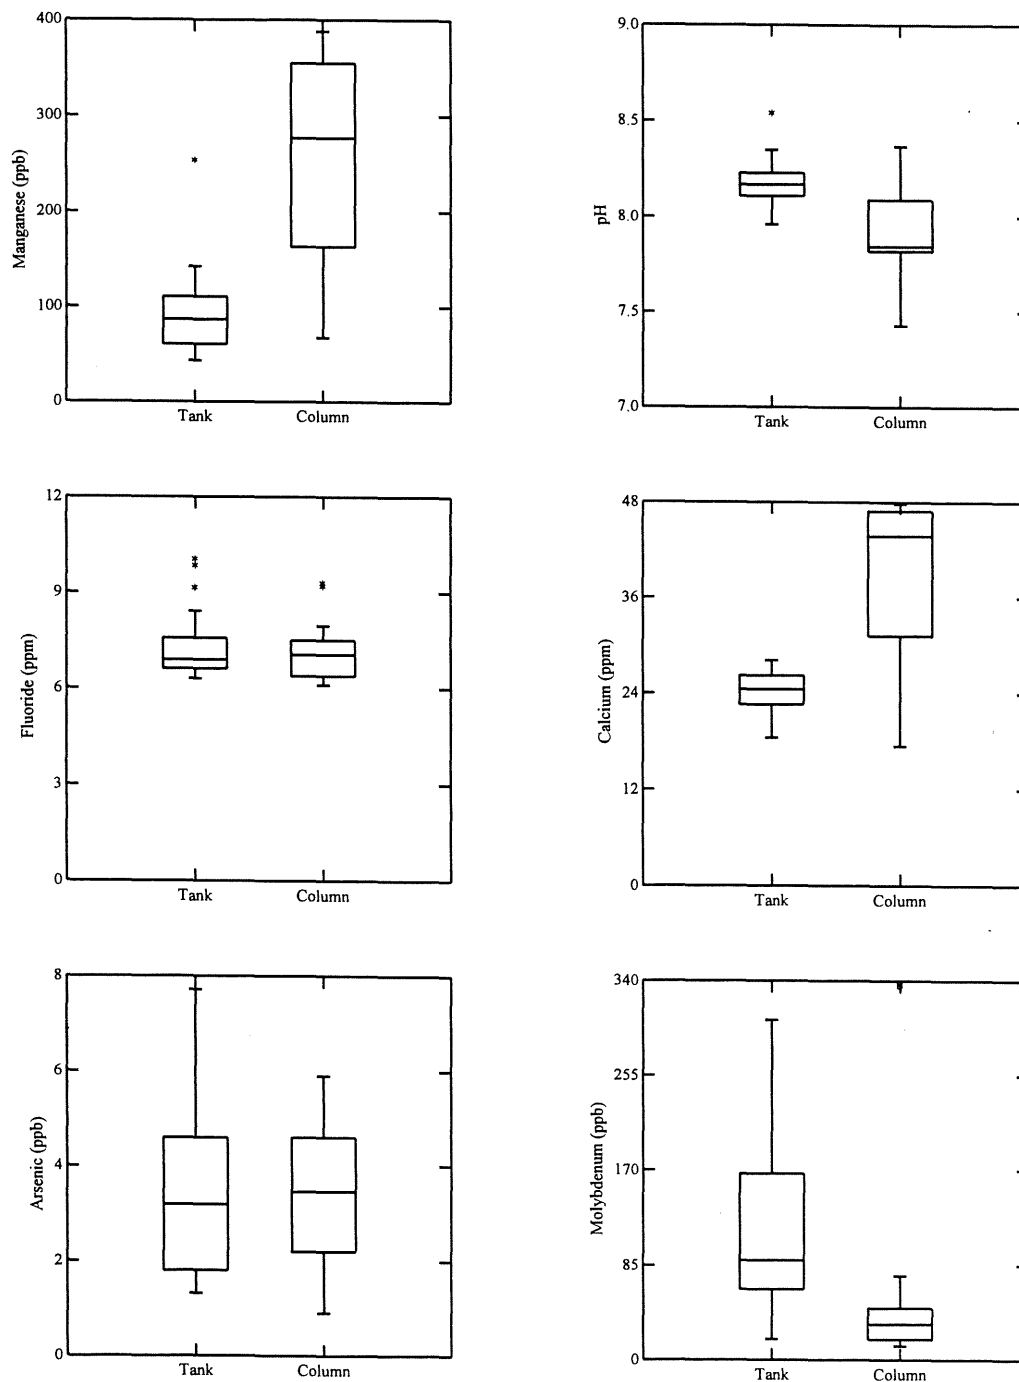 400
300
200
100
0
Manganese (ppb)
Tank Column
9.0
8.5
8.0
7.5
7.0
pH
Tank Column
12
9
6
3
0
Fluoride (ppm)
Tank Column
48
36
24
12
0
Calcium (ppm)
Tank Column
8
6
4
2
0
Arsenic (ppb)
Tank Column
340
255
170
85
0
Molybdenum (ppb)
Tank Column